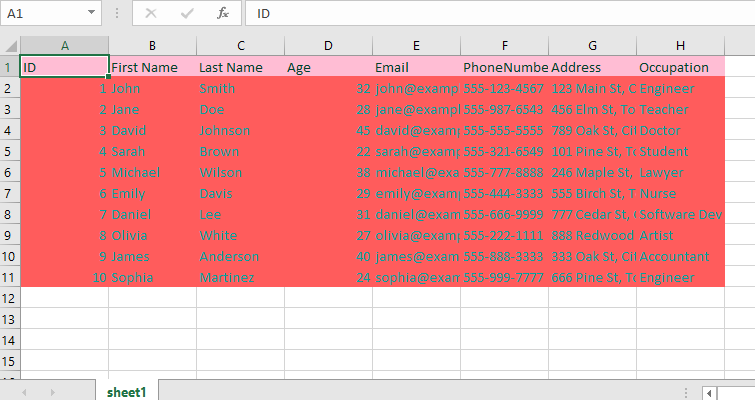 A1 fx ID
A B C D E F G H
1 ID First Name Last Name Age Email PhoneNumbe Address Occupation
2 1 John Smith 32 john@examp 555-123-4567 123 Main St, C Engineer
3 2 Jane Doe 28 jane@exampl 555-987-6543 456 Elm St, To Teacher
4 3 David Johnson 45 david@examp 555-555-5555 789 Oak St, Cit Doctor
5 4 Sarah Brown 22 sarah@examp 555-321-6549 101 Pine St, To Student
6 5 Michael Wilson 38 michael@exa 555-777-8888 246 Maple St, Lawyer
7 6 Emily Davis 29 emily@examp 555-444-3333 555 Birch St, T Nurse
8 7 Daniel Lee 31 daniel@exam 555-666-9999 777 Cedar St, Software Dev
9 8 Olivia White 27 olivia@examp 555-222-1111 888 Redwood Artist
10 9 James Anderson 40 james@examp 555-888-3333 333 Oak St, Cit Accountant
11 10 Sophia Martinez 24 sophia@exam 555-999-7777 666 Pine St, To Engineer
12
13
14
15
sheet1